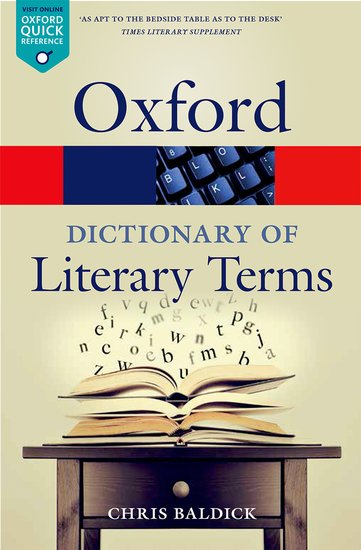 VISIT ONLINE
OXFORD
QUICK
REFERENCE
‘AS APT TO THE BEDSIDE TABLE AS TO THE DESK’
TIMES LITERARY SUPPLEMENT
Oxford
B L O
K L
DICTIONARY OF
Literary Terms
CHRIS BALDICK